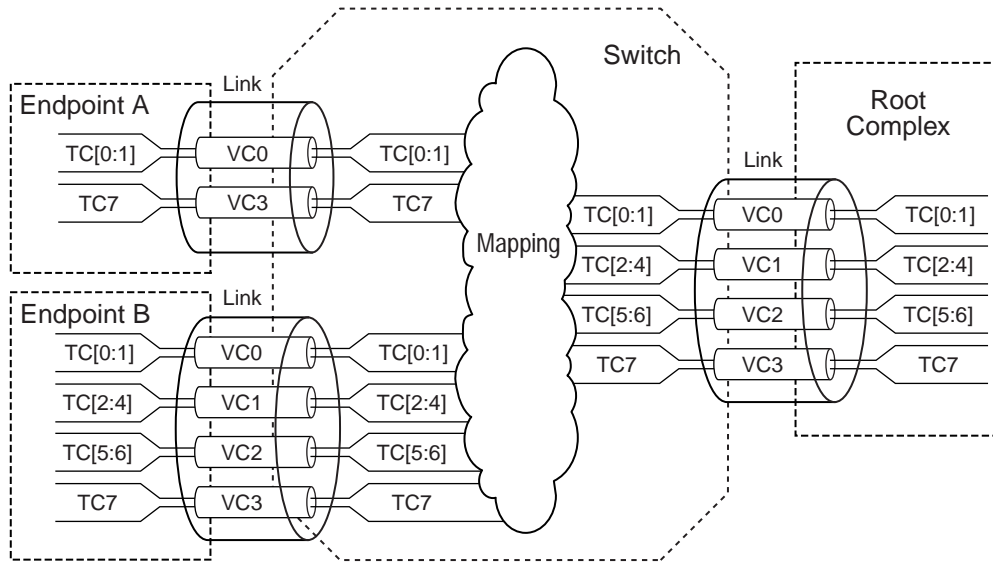 Switch
Link
Endpoint A
TC[0:1]
VC0
TC[0:1]
TC7
VC3
TC7
Link
Endpoint B
TC[0:1]
VC0
TC[0:1]
TC[2:4]
VC1
TC[2:4]
TC[5:6]
VC2
TC[5:6]
TC7
VC3
TC7
Mapping
Root
Complex
Link
TC[0:1]
VC0
TC[0:1]
TC[2:4]
VC1
TC[2:4]
TC[5:6]
VC2
TC[5:6]
TC7
VC3
TC7